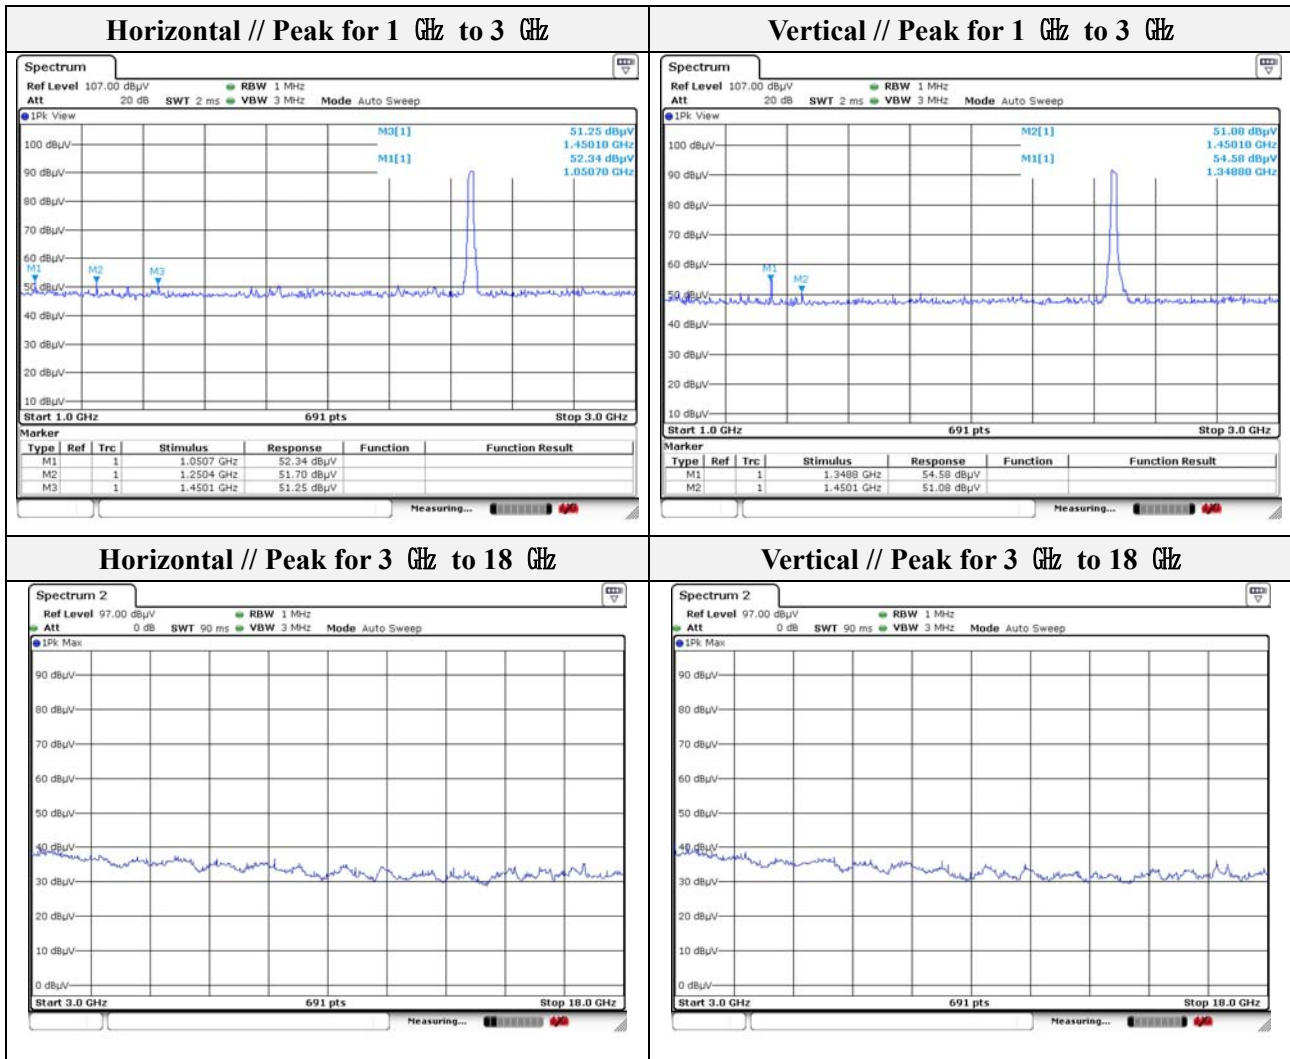 Horizontal // Peak for 1 ㎓ to 3 ㎓
Spectrum
Ref Level 107.00 dBµV RBW 1 MHz
Att 20 dB SWT 2 ms VBW 3 MHz Mode Auto Sweep
1Pk View
M3[1] 51.25 dBµV
1.45010 GHz
M1[1] 52.34 dBµV
1.05070 GHz
100 dBµV
90 dBµV
80 dBµV
70 dBµV
60 dBµV
M1 M2 M3
50 dBµV
40 dBµV
30 dBµV
20 dBµV
10 dBµV
Start 1.0 GHz 691 pts Stop 3.0 GHz
Marker
Type Ref Trc Stimulus Response Function Function Result
M1 1 1.0507 GHz 52.34 dBµV
M2 1 1.2504 GHz 51.70 dBµV
M3 1 1.4501 GHz 51.25 dBµV
Measuring...
Vertical // Peak for 1 ㎓ to 3 ㎓
Spectrum
Ref Level 107.00 dBµV RBW 1 MHz
Att 20 dB SWT 2 ms VBW 3 MHz Mode Auto Sweep
1Pk View
M2[1] 51.08 dBµV
1.45010 GHz
M1[1] 54.58 dBµV
1.34880 GHz
100 dBµV
90 dBµV
80 dBµV
70 dBµV
60 dBµV
M1
M2
50 dBµV
40 dBµV
30 dBµV
20 dBµV
10 dBµV
Start 1.0 GHz 691 pts Stop 3.0 GHz
Marker
Type Ref Trc Stimulus Response Function Function Result
M1 1 1.3488 GHz 54.58 dBµV
M2 1 1.4501 GHz 51.08 dBµV
Measuring...
Horizontal // Peak for 3 ㎓ to 18 ㎓
Spectrum 2
Ref Level 97.00 dBµV RBW 1 MHz
Att 0 dB SWT 90 ms VBW 3 MHz Mode Auto Sweep
1Pk Max
90 dBµV
80 dBµV
70 dBµV
60 dBµV
50 dBµV
40 dBµV
30 dBµV
20 dBµV
10 dBµV
0 dBµV
Start 3.0 GHz 691 pts Stop 18.0 GHz
Measuring...
Vertical // Peak for 3 ㎓ to 18 ㎓
Spectrum 2
Ref Level 97.00 dBµV RBW 1 MHz
Att 0 dB SWT 90 ms VBW 3 MHz Mode Auto Sweep
1Pk Max
90 dBµV
80 dBµV
70 dBµV
60 dBµV
50 dBµV
40 dBµV
30 dBµV
20 dBµV
10 dBµV
0 dBµV
Start 3.0 GHz 691 pts Stop 18.0 GHz
Measuring...